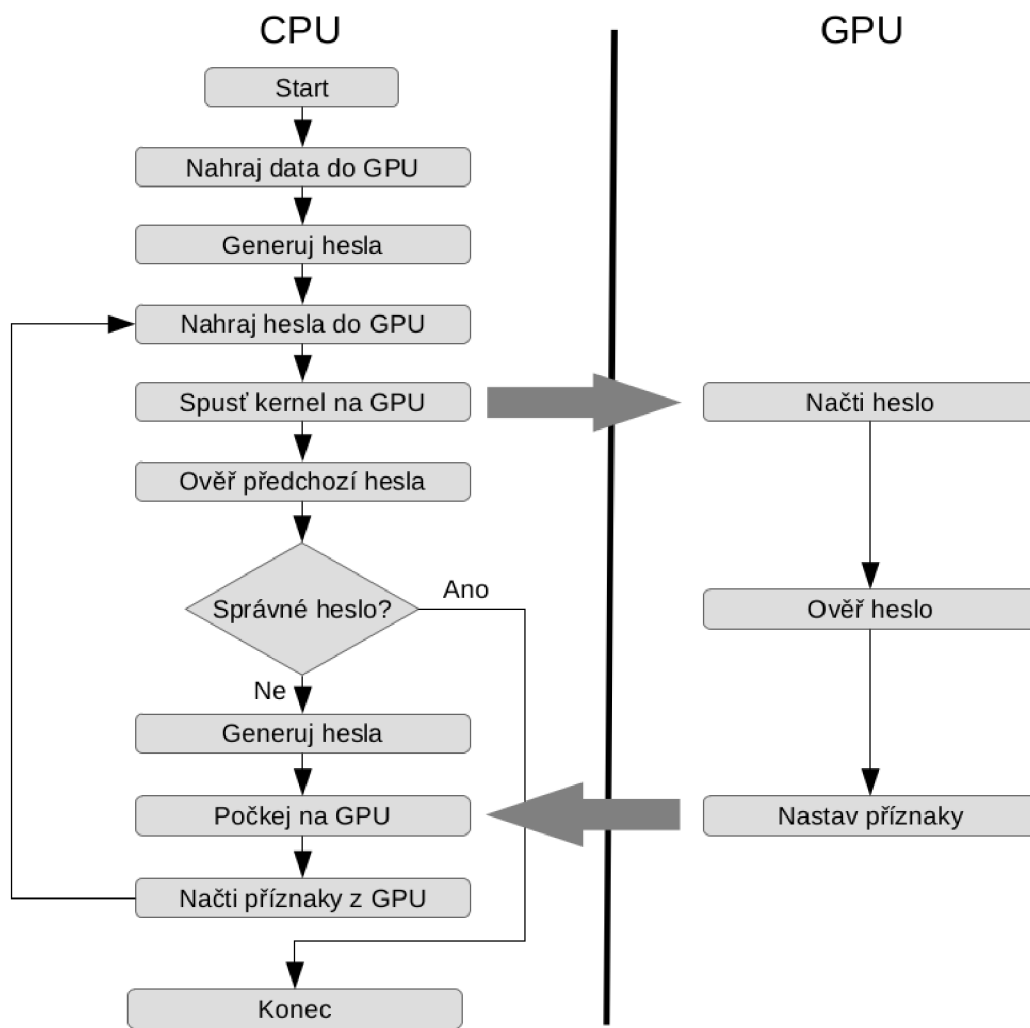 CPU
GPU
Start
Nahraj data do GPU
Generuj hesla
Nahraj hesla do GPU
Spusť kernel na GPU
Načti heslo
Ověř předchozí hesla
Správné heslo?
Ano
Ověř heslo
Ne
Generuj hesla
Počkej na GPU
Nastav příznaky
Načti příznaky z GPU
Konec